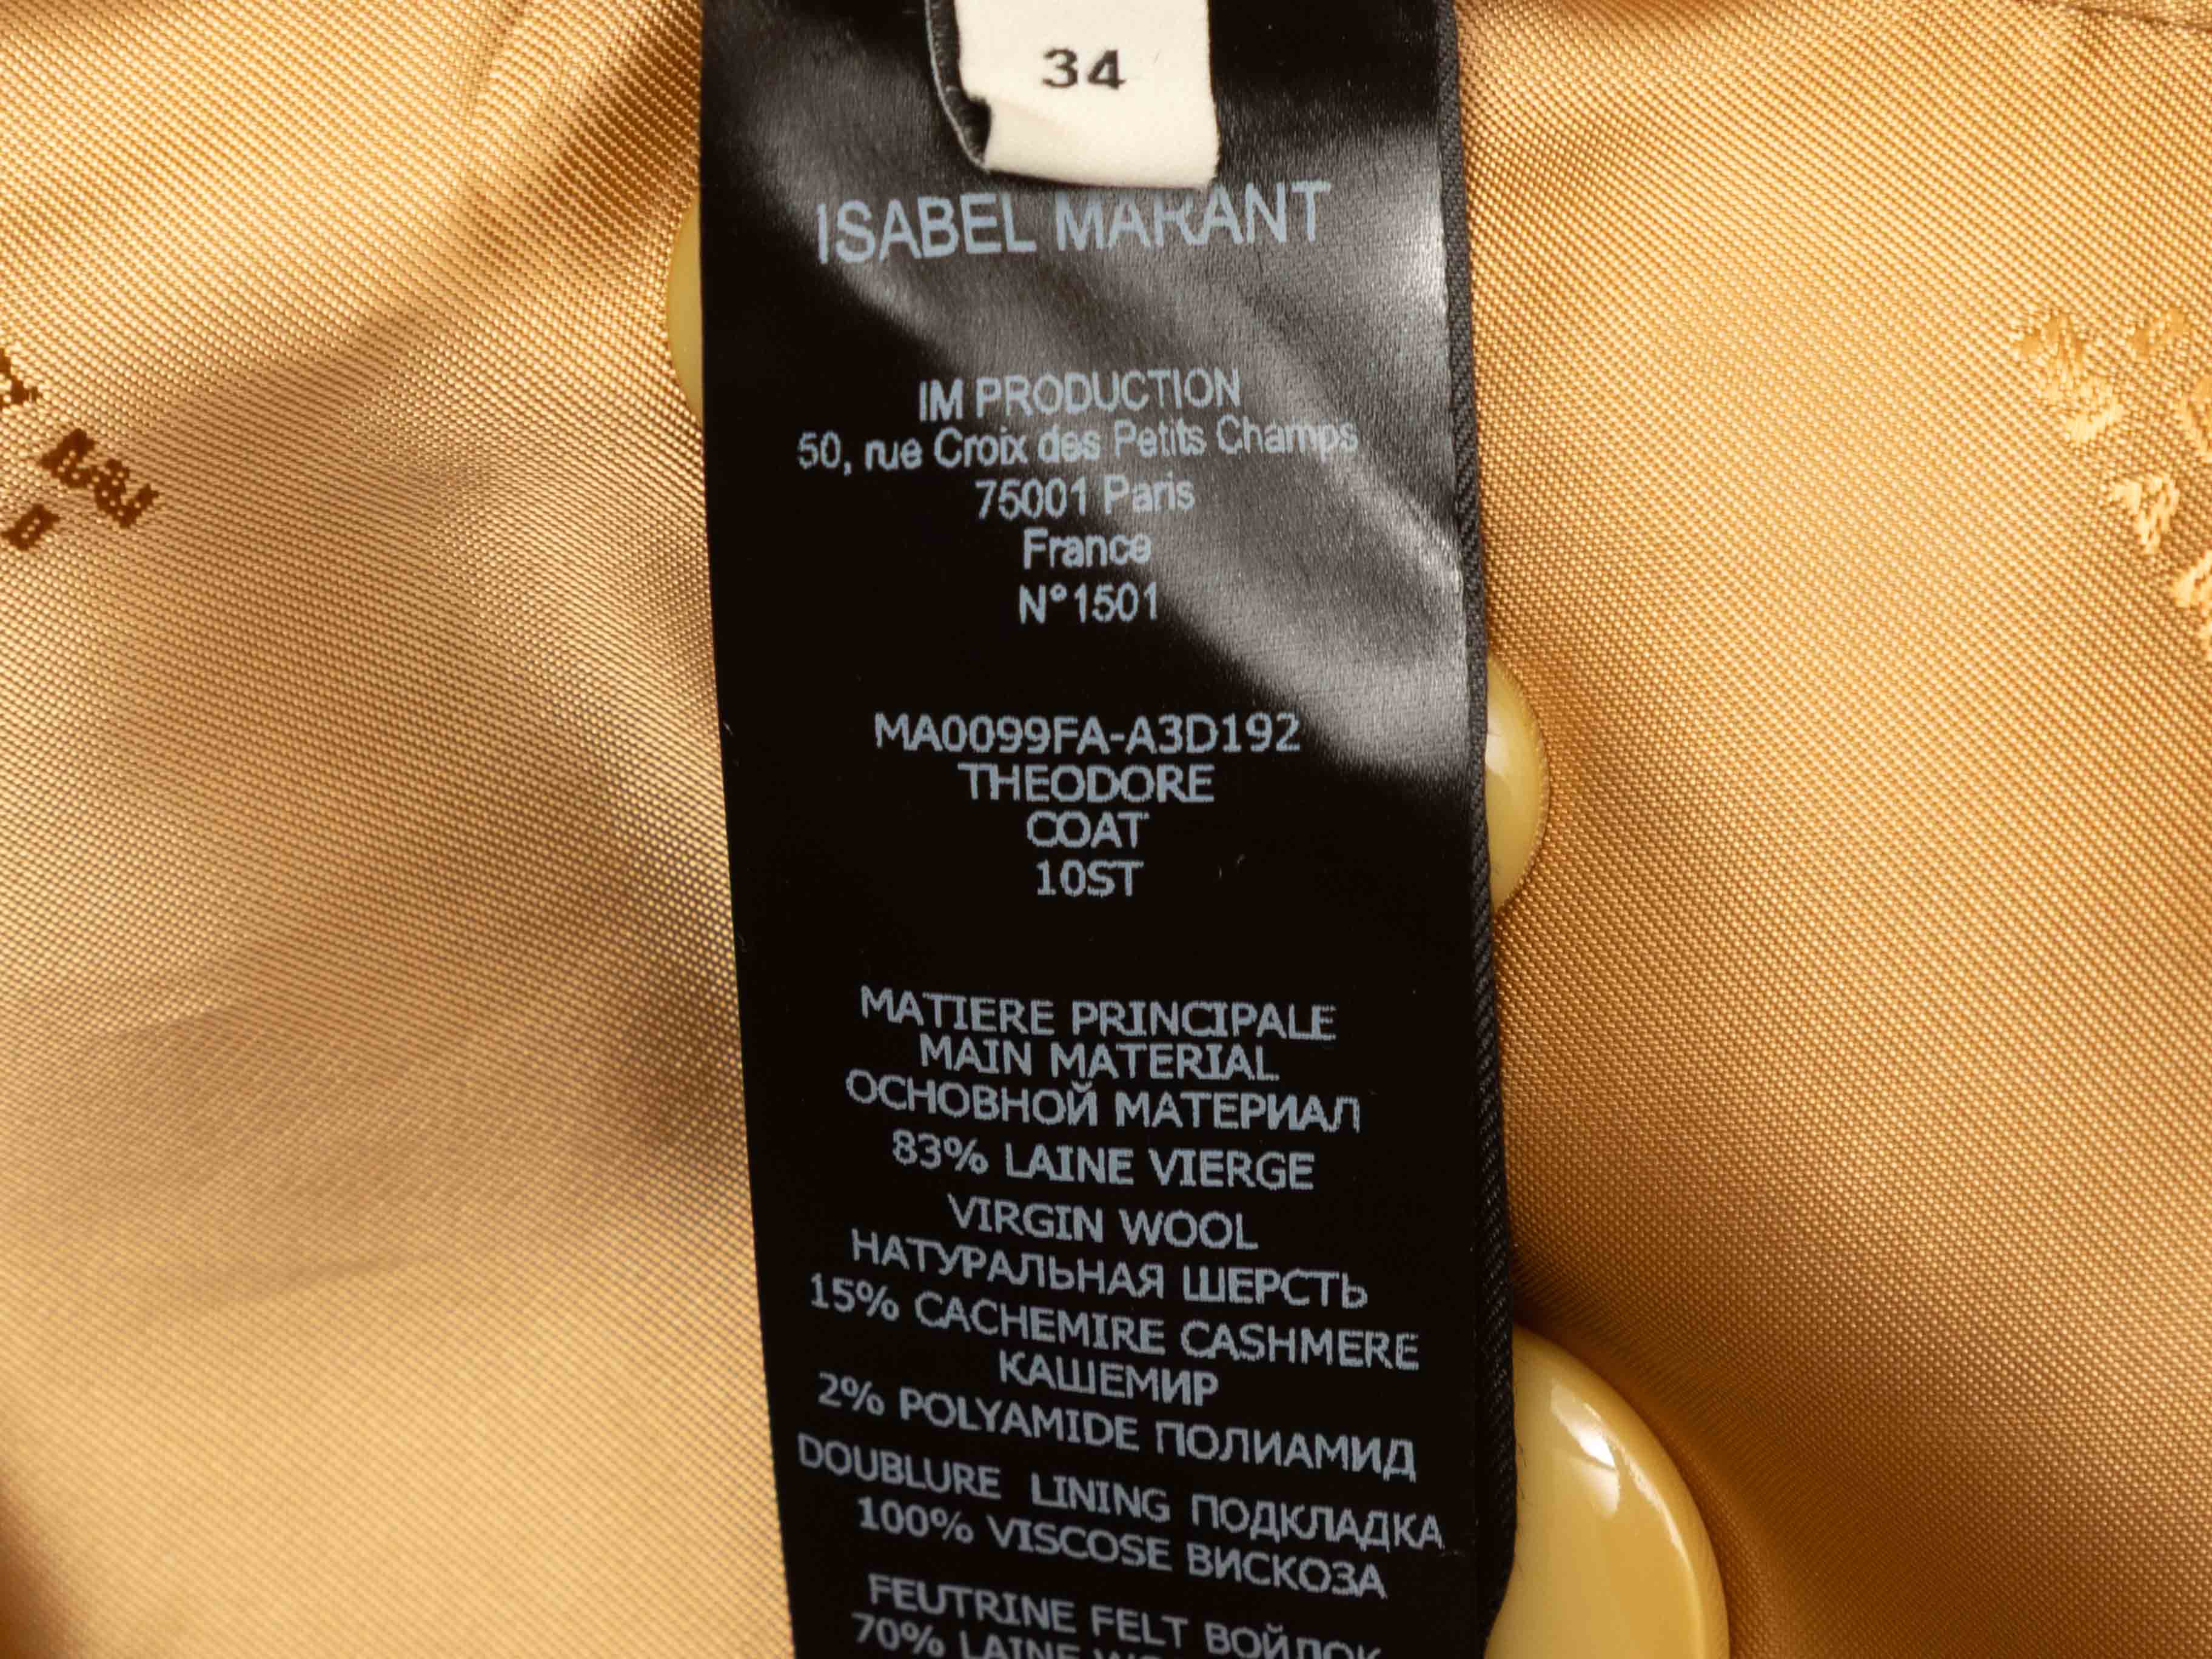 34
ISABEL MARANT
IM PRODUCTION
50, rue Croix des Petits Champs
75001 Paris
France
N°1501
MA0099FA-A3D192
THEODORE
COAT
10ST
MATIERE PRINCIPALE
MAIN MATERIAL
ОСНОВНОЙ МАТЕРИАЛ
83% LAINE VIERGE
VIRGIN WOOL
НАТУРАЛЬНАЯ ШЕРСТЬ
15% CACHEMIRE CASHMERE
КАШЕМИР
2% POLYAMIDE ПОЛИАМИД
DOUBLURE LINING ПОДКЛАДКА
100% VISCOSE ВИСКОЗА
FEUTRINE FELT ВОЙЛОК
70% LAINE